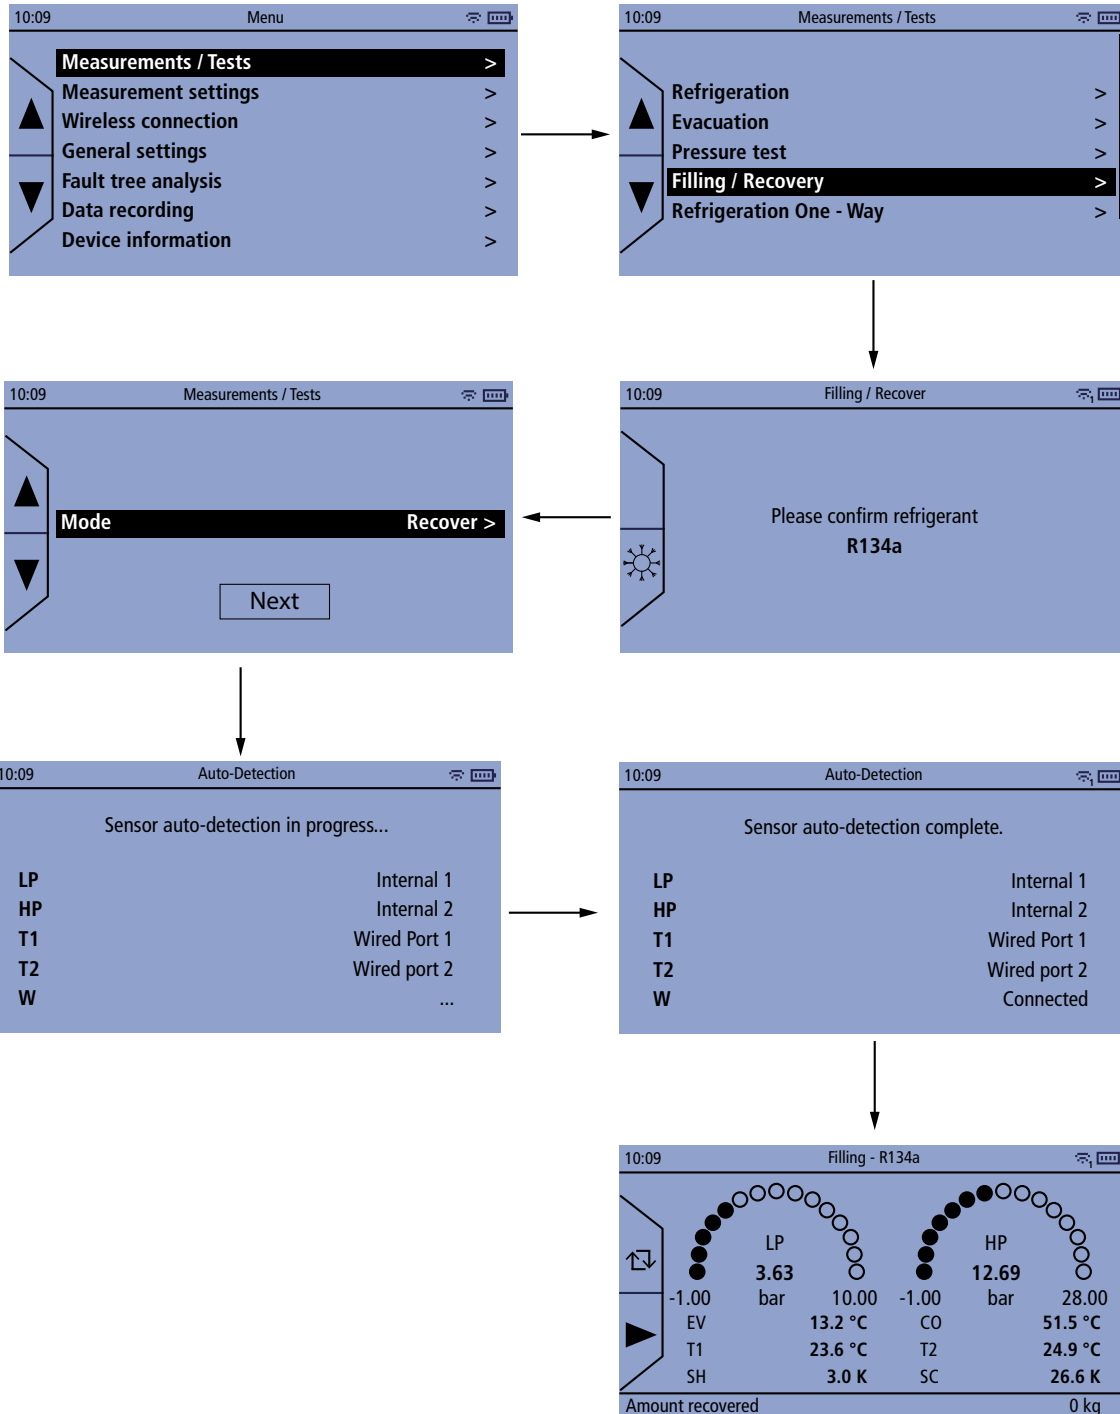 10:09 Menu
Measurements / Tests >
Measurement settings >
Wireless connection >
General settings >
Fault tree analysis >
Data recording >
Device information >
10:09 Measurements / Tests
Refrigeration >
Evacuation >
Pressure test >
Filling / Recovery >
Refrigeration One - Way >
10:09 Filling / Recover 1
Please confirm refrigerant
R134a
10:09 Measurements / Tests
Mode Recover >
Next
10:09 Auto-Detection
Sensor auto-detection in progress...
LP Internal 1
HP Internal 2
T1 Wired Port 1
T2 Wired port 2
W ...
10:09 Auto-Detection 1
Sensor auto-detection complete.
LP Internal 1
HP Internal 2
T1 Wired Port 1
T2 Wired port 2
W Connected
10:09 Filling - R134a 1
LP HP
3.63 12.69
-1.00 bar 10.00 -1.00 bar 28.00
EV 13.2 °C CO 51.5 °C
T1 23.6 °C T2 24.9 °C
SH 3.0 K SC 26.6 K
Amount recovered 0 kg